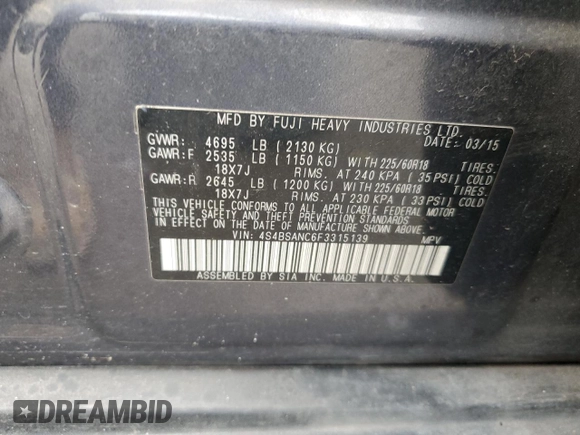 MFD BY FUJI HEAVY INDUSTRIES LTD.
GVWR: 4695 LB (2130 KG) DATE: 03/15
GAWR:F 2535 LB (1150 KG) WITH 225/60R18 TIRES.
18X7J RIMS. AT 240 KPA (35 PSI) COLD
GAWR:R 2645 LB (1200 KG) WITH 225/60R18 TIRES.
18X7J RIMS. AT 230 KPA (33 PSI) COLD
THIS VEHICLE CONFORMS TO ALL APPLICABLE FEDERAL MOTOR
VEHICLE SAFETY AND THEFT PREVENTION STANDARDS
IN EFFECT ON THE DATE OF MANUFACTURE SHOWN ABOVE.
VIN: 4S4BSANC6F3315139 MPV
ASSEMBLED BY SIA INC. MADE IN U.S.A.
DREAMBID